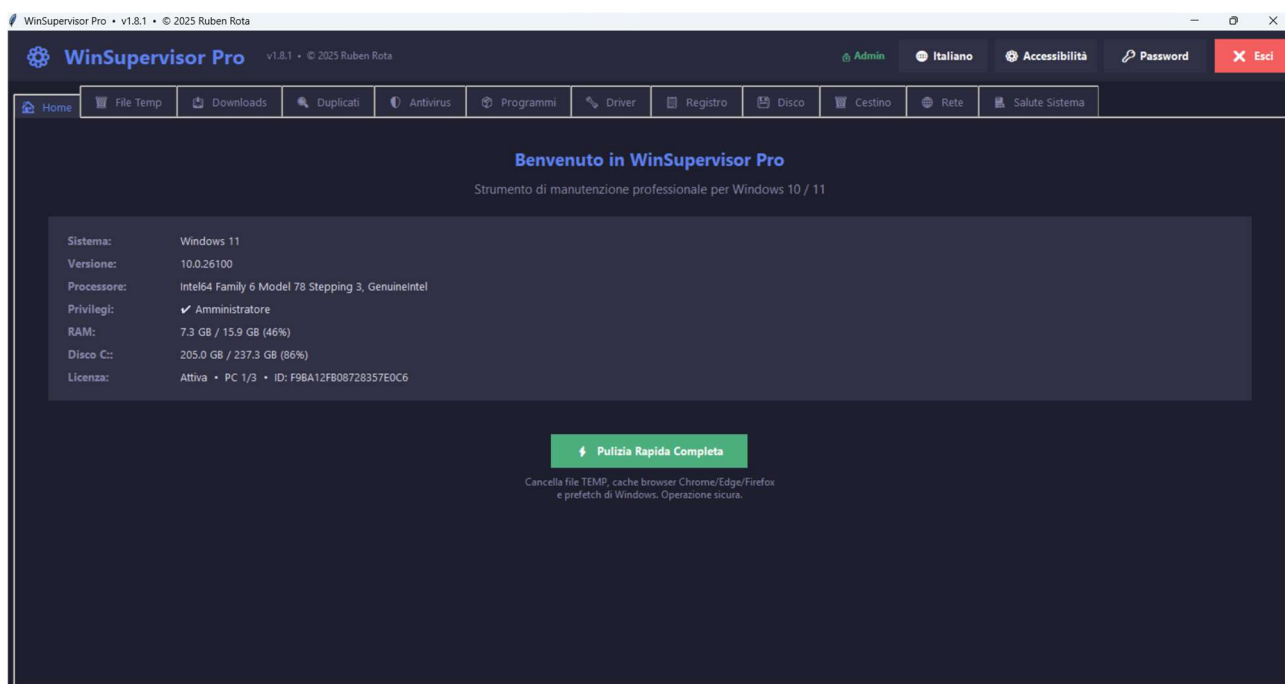 WinSupervisor Pro • v1.8.1 • © 2025 Ruben Rota
WinSupervisor Pro v1.8.1 • © 2025 Ruben Rota Admin Italiano Accessibilità Password Esci
Home File Temp Downloads Duplicati Antivirus Programmi Driver Registro Disco Cestino Rete Salute Sistema
Benvenuto in WinSupervisor Pro
Strumento di manutenzione professionale per Windows 10 / 11
Sistema: Windows 11
Versione: 10.0.26100
Processore: Intel64 Family 6 Model 78 Stepping 3, GenuineIntel
Privilegi: ✔ Amministratore
RAM: 7.3 GB / 15.9 GB (46%)
Disco C:: 205.0 GB / 237.3 GB (86%)
Licenza: Attiva • PC 1/3 • ID: F9BA12FB08728357E0C6
Pulizia Rapida Completa
Cancella file TEMP, cache browser Chrome/Edge/Firefox
e prefetch di Windows. Operazione sicura.